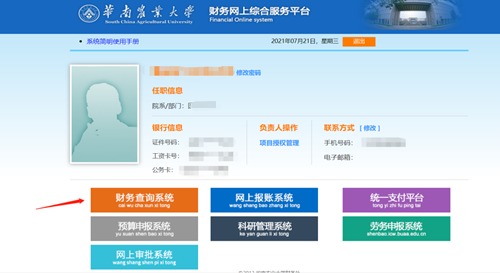 华南农业大学 财务网上综合服务平台
South China Agricultural University Financial Online system
系统简明使用手册 2021年07月21日，星期三 退出
修改密码
任职信息
院系/部门：
银行信息 负责人操作 联系方式 [ 修改 ]
证件号码： 项目授权管理 手机号码：
工资卡号： 电子邮箱：
公务卡：
财务查询系统 网上报账系统 统一支付平台
cai wu cha xun xi tong wang shang bao zhang xi tong tong yi zhi fu ping tai
预算申报系统 科研管理系统 劳务申报系统
yu suan shen bao xi tong ke yan guan li xi tong
网上审批系统
wang shang shen pi xi tong